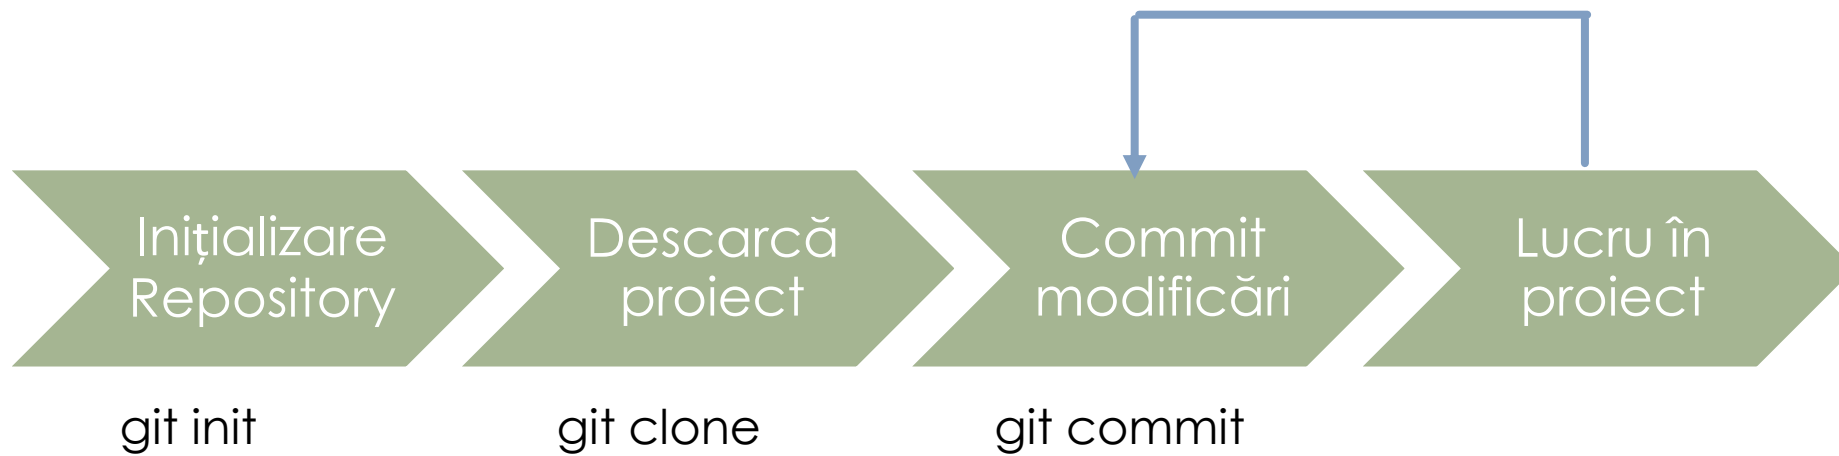 Inițializare
Repository
Descarcă
proiect
Commit
modificări
Lucru în
proiect
git init
git clone
git commit